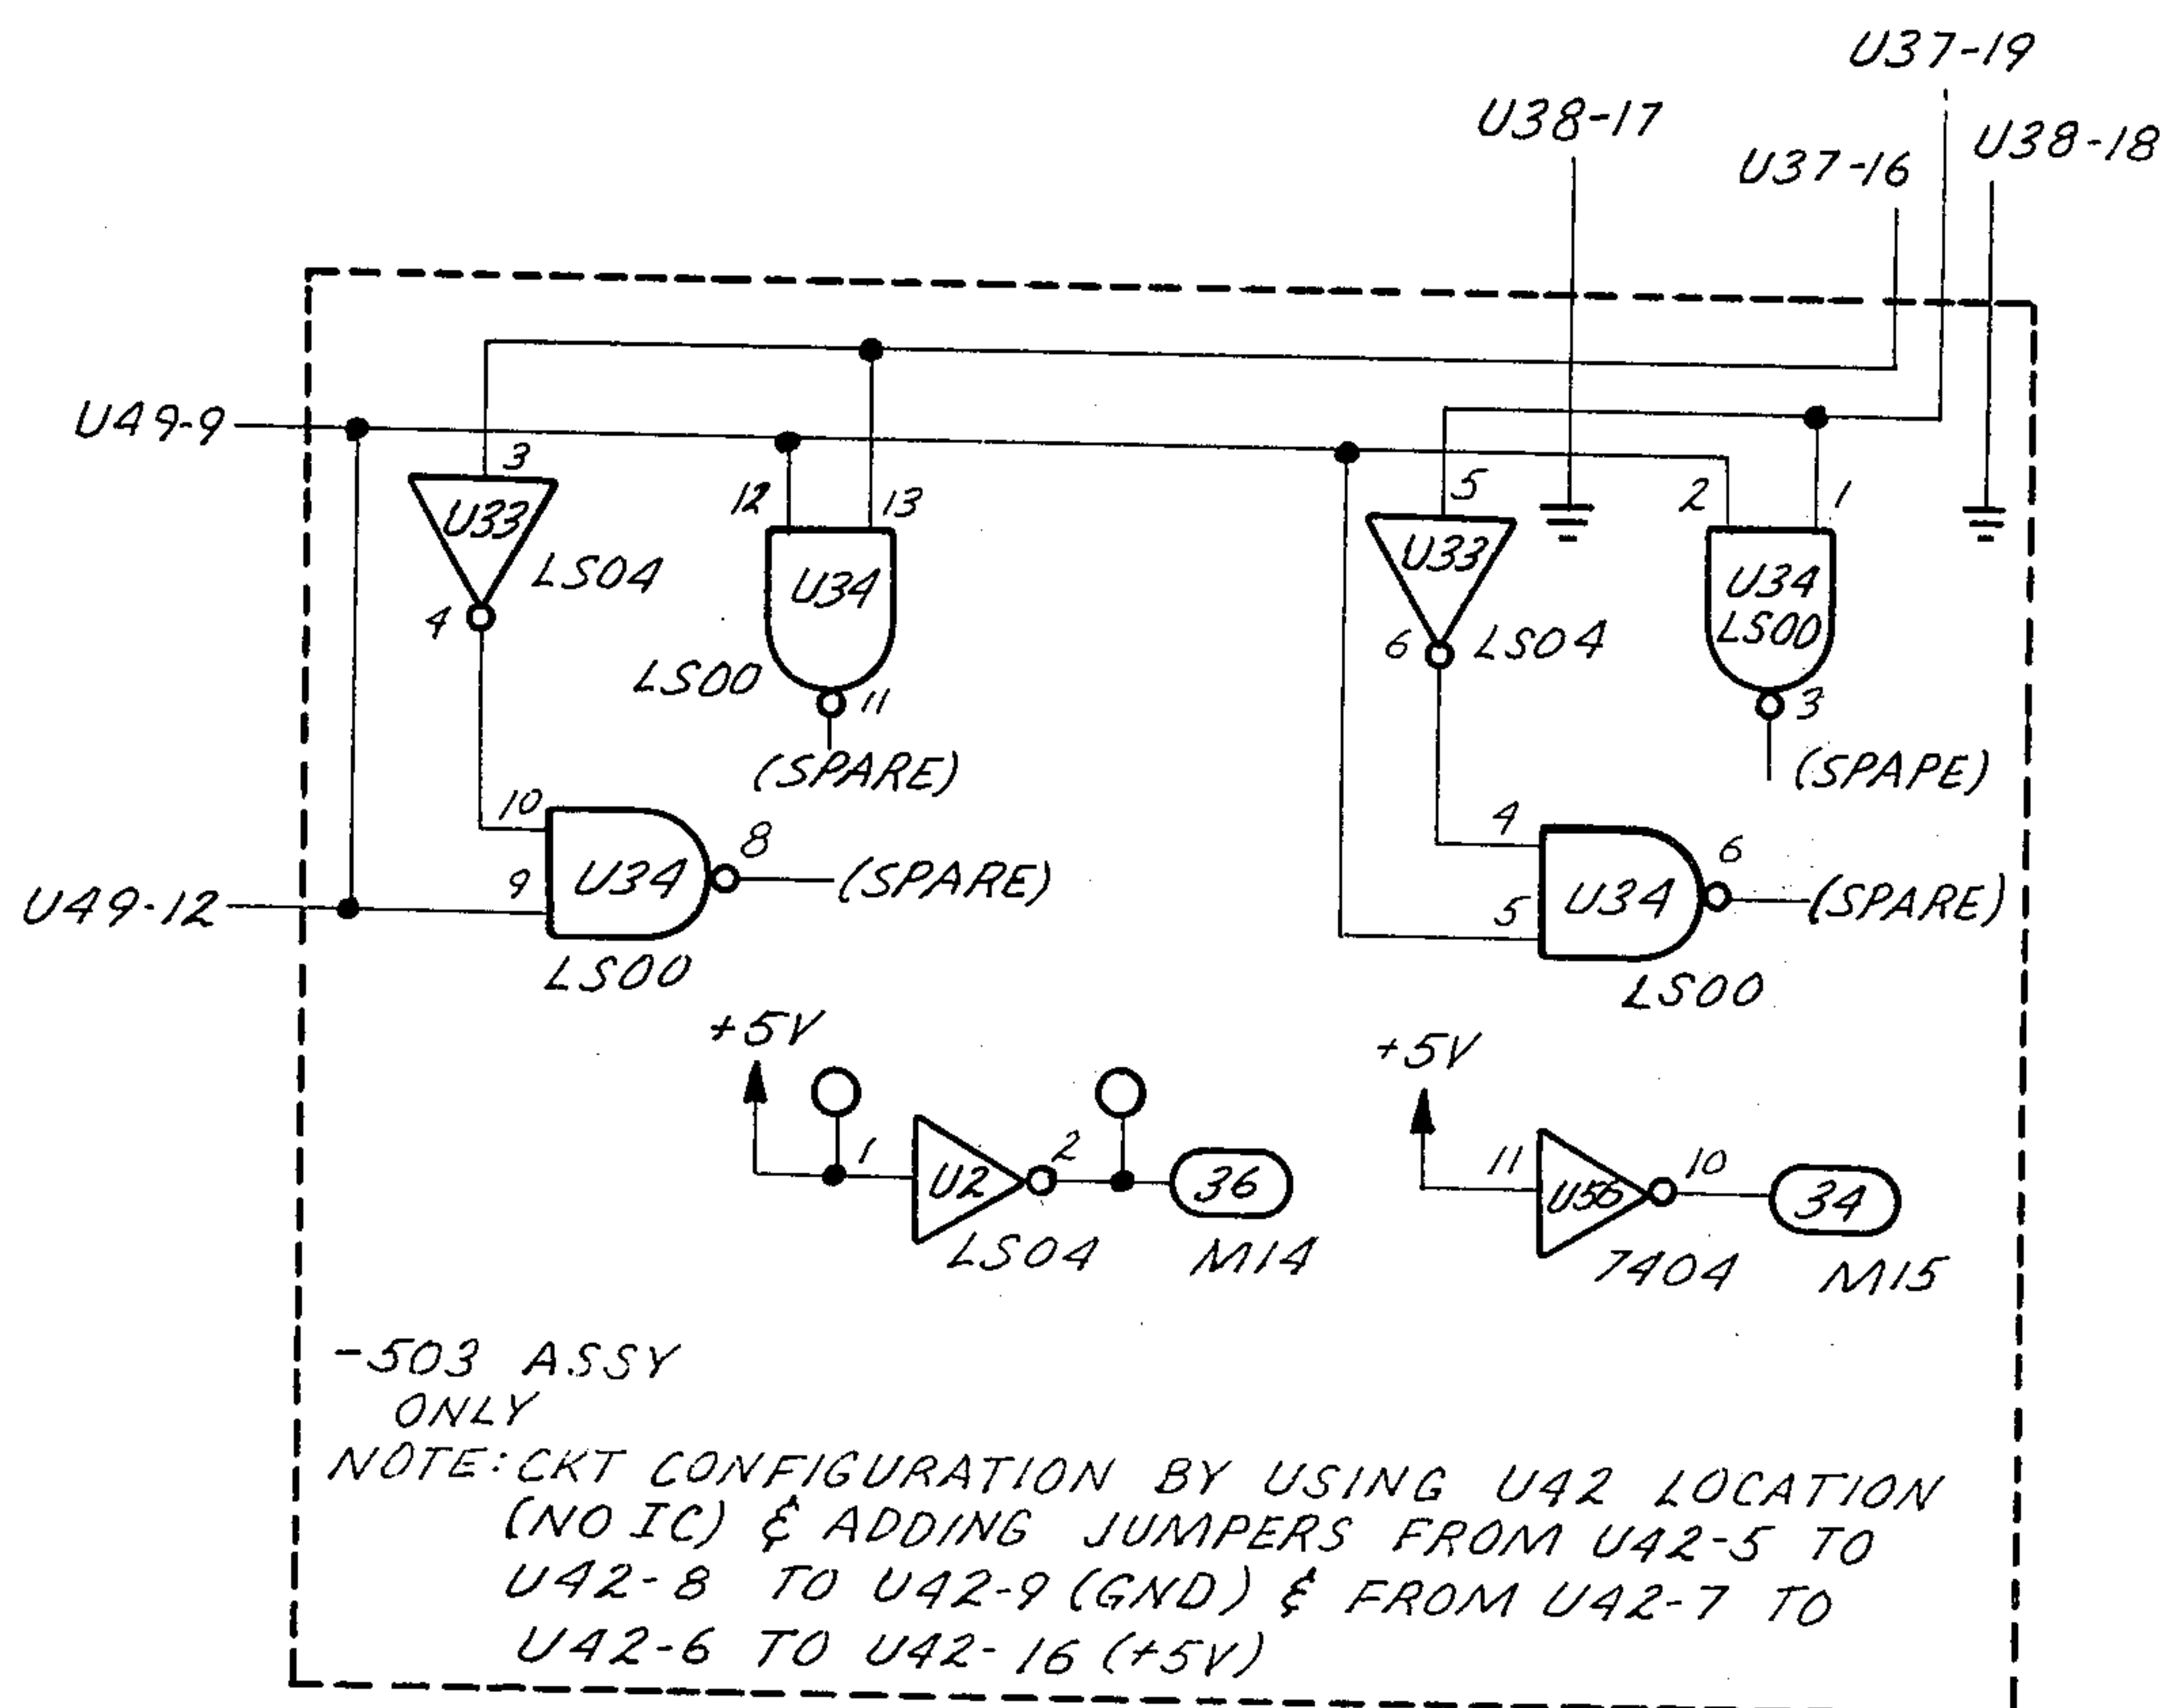 U37-19
U38-17
U38-18
U37-16
U49-9
3
12
13
5
2
1
U33
LS04
4
U34
LS00
11
(SPARE)
U33
6
LS04
U34
LS00
3
(SPAPE)
10
9
U34
8
(SPARE)
LS00
U49-12
4
5
U34
6
(SPARE)
LS00
+5V
1
U2
2
36
LS04
M14
+5V
11
U56
10
34
7404
M15
-503 ASSY
ONLY
NOTE: CKT CONFIGURATION BY USING U42 LOCATION
(NO IC) & ADDING JUMPERS FROM U42-5 TO
U42-8 TO U42-9 (GND) & FROM U42-7 TO
U42-6 TO U42-16 (+5V)